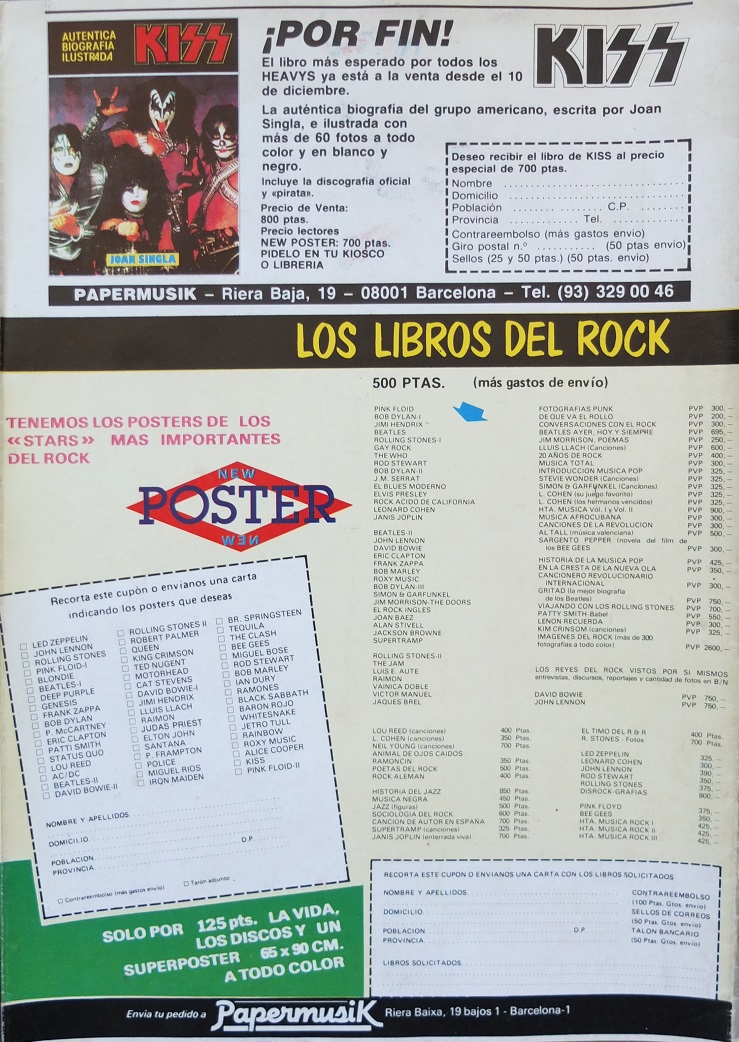 AUTENTICA
BIOGRAFIA
ILUSTRADA
KISS
JOAN SINGLA
¡POR FIN!
KISS
El libro más esperado por todos los
HEAVYS ya está a la venta desde el 10
de diciembre.
La auténtica biografía del grupo americano, escrita por Joan
Singla, e ilustrada con
más de 60 fotos a todo
color y en blanco y
negro.
Incluye la discografia oficial
y «pirata».
Precio de Venta:
800 ptas.
Precio lectores
NEW POSTER: 700 ptas.
PIDELO EN TU KIOSCO
O LIBRERIA
Deseo recibir el libro de KISS al precio
especial de 700 ptas.
Nombre
Domicilio
Población C.P.
Provincia Tel.
Contrareembolso (más gastos envio)
Giro postal n.º (50 ptas envio)
Sellos (25 y 50 ptas.) (50 ptas. envio)
PAPERMUSIK – Riera Baja, 19 – 08001 Barcelona – Tel. (93) 329 00 46
LOS LIBROS DEL ROCK
TENEMOS LOS POSTERS DE LOS
«STARS» MAS IMPORTANTES
DEL ROCK
NEW
POSTER
NEW
Recorta este cupòn o envianos una carta
indicando los posters que deseas
LED ZEPPELIN
JOHN LENNON
ROLLING STONES
PINK FLOID-I
BLONDIE
BEATLES-I
DEEP PURPLE
GENESIS
FRANK ZAPPA
BOB DYLAN
P. McCARTNEY
ERIC CLAPTON
PATTI SMITH
STATUS QUO
LOU REED
AC/DC
BEATLES-II
DAVID BOWIE-II
ROLLING STONES II
ROBERT PALMER
QUEEN
KING CRIMSON
TED NUGENT
MOTORHEAD
CAT STEVENS
DAVID BOWIE-I
JIMI HENDRIX
LLUIS LLACH
RAIMON
JUDAS PRIEST
ELTON JOHN
SANTANA
P. FRAMPTON
POLICE
MIGUEL RIOS
IRON MAIDEN
BR. SPRINGSTEEN
TEQUILA
THE CLASH
BEE GEES
MIGUEL BOSE
ROD STEWART
BOB MARLEY
IAN DURY
RAMONES
BLACK SABBATH
BARON ROJO
WHITESNAKE
JETRO TULL
RAINBOW
ROXY MUSIC
ALICE COOPER
KISS
PINK FLOID-II
NOMBRE Y APELLIDOS
DOMICILIO D.P.
POBLACION
PROVINCIA
Contrareembolso (más gastos envio) Talon adjunto
SOLO POR 125 pts. LA VIDA,
LOS DISCOS Y UN
SUPERPOSTER 65 x 90 CM.
A TODO COLOR
500 PTAS. (más gastos de envío)
PINK FLOID
BOB DYLAN-I
JIMI HENDRIX
BEATLES
ROLLING STONES-I
GAY ROCK
THE WHO
ROD STEWART
BOB DYLAN-II
J.M. SERRAT
EL BLUES MODERNO
ELVIS PRESLEY
ROCK ACIDO DE CALIFORNIA
LEONARD COHEN
JANIS JOPLIN
BEATLES-II
JOHN LENNON
DAVID BOWIE
ERIC CLAPTON
FRANK ZAPPA
BOB MARLEY
ROXY MUSIC
BOB DYLAN-III
SIMON & GARFUNKEL
JIM MORRISON-THE DOORS
EL ROCK INGLES
JOAN BAEZ
ALAN STIVELL
JACKSON BROWNE
SUPERTRAMP
ROLLING STONES-II
THE JAM
LUIS E. AUTE
RAIMON
VAINICA DOBLE
VICTOR MANUEL
JAQUES BREL
FOTOGRAFIAS PUNK PVP 300,–
DE QUE VA EL ROLLO PVP 200,–
CONVERSACIONES CON EL ROCK PVP 300,–
BEATLES AYER, HOY Y SIEMPRE PVP 695,–
JIM MORRISON, POEMAS PVP 250,–
LLUIS LLACH (Canciones) PVP 600,–
20 AÑOS DE ROCK PVP 400,–
MUSICA TOTAL PVP 300,–
INTRODUCCION MUSICA POP PVP 325,–
STEVIE WONDER (Canciones) PVP 325,–
SIMON & GARFUNKEL (Canciones) PVP 325,–
L. COHEN (su juego favorito) PVP 325,–
L. COHEN (los hermanos vencidos) PVP 325,–
HTA. MUSICA Vol. I y Vol. II PVP 900,–
MUSICA AFROCUBANA PVP 300,–
CANCIONES DE LA REVOLUCION PVP 300,–
AL TALL (música valenciana) PVP 500,–
SARGENTO PEPPER (novela del film de
los BEE GEES PVP 300,–
HISTORIA DE LA MUSICA POP PVP 425,–
EN LA CRESTA DE LA NUEVA OLA PVP 350,–
CANCIONERO REVOLUCIONARIO
INTERNACIONAL PVP 300,–
GRITAD (la mejor biografia
de los Beatles) PVP 750,–
VIAJANDO CON LOS ROLLING STONES PVP 700,–
PATTY SMITH-Babel PVP 550,–
LENON RECUERDA PVP 300,–
KIM CRINSOM (canciones) PVP 325,–
IMAGENES DEL ROCK (más de 300
fotografias a todo color) PVP 2600,–
LOS REYES DEL ROCK VISTOS POR SI MISMOS
entrevistas, discursos, reportajes y cantidad de fotos en B/N
DAVID BOWIE PVP 750,–
JOHN LENNON PVP 750,–
LOU REED (canciones) 400 Ptas.
L. COHEN (canciones) 350 Ptas.
NEIL YOUNG (canciones) 700 Ptas.
ANIMAL DE OJOS CAIDOS
RAMONCIN 350 Ptas.
POETAS DEL ROCK 500 Ptas.
ROCK ALEMAN 400 Ptas.
HISTORIA DEL JAZZ 850 Ptas.
MUSICA NEGRA 450 Ptas.
JAZZ (figuras) 500 Ptas.
SOCIOLOGIA DEL ROCK 600 Ptas.
CANCION DE AUTOR EN ESPAÑA 700 Ptas.
SUPERTRAMP (canciones) 325 Ptas.
JANIS JOPLIN (enterrada viva) 700 Ptas.
EL TIMO DEL R & R 400 Ptas.
R. STONES - Fotos 700 Ptas.
LED ZEPPELIN 325,–
LEONARD COHEN 300,–
JOHN LENNON 390,–
ROD STEWART 350,–
ROLLING STONES 375,–
DISROCK-GRAFIAS 800,–
PINK FLOYD 375,–
BEE GEES 350,–
HTA. MUSICA ROCK I 425,–
HTA. MUSICA ROCK II 425,–
HTA. MUSICA ROCK III 425,–
RECORTA ESTE CUPON O ENVIANOS UNA CARTA CON LOS LIBROS SOLICITADOS
NOMBRE Y APELLIDOS CONTRAREEMBOLSO
(100 Ptas. Gtos. envio)
DOMICILIO SELLOS DE CORREOS
(50 Ptas. Gtos. envio)
POBLACION D.P. TALON BANCARIO
PROVINCIA (50 Ptas. Gtos. envio)
LIBROS SOLICITADOS
Envía tu pedido a Papermusik Riera Baixa, 19 bajos 1 - Barcelona-1